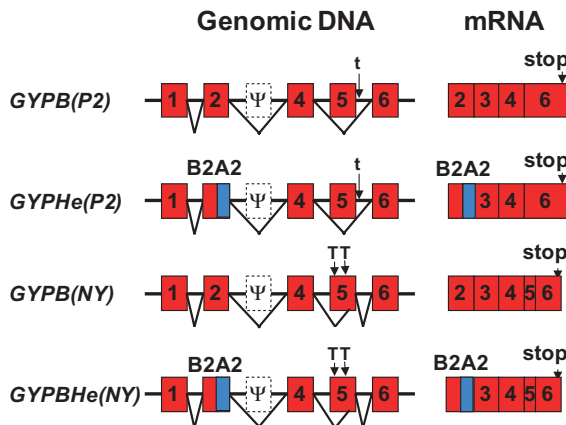 Genomic DNA mRNA
t stop
GYPB(P2) 1 2 Ψ 4 5 6 2 3 4 6
B2A2 t B2A2 stop
GYPHe(P2) 1 Ψ 4 5 6 3 4 6
TT stop
GYPB(NY) 1 2 Ψ 4 5 6 2 3 4 5 6
B2A2 TT B2A2 stop
GYPBHe(NY) 1 Ψ 4 5 6 3 4 5 6